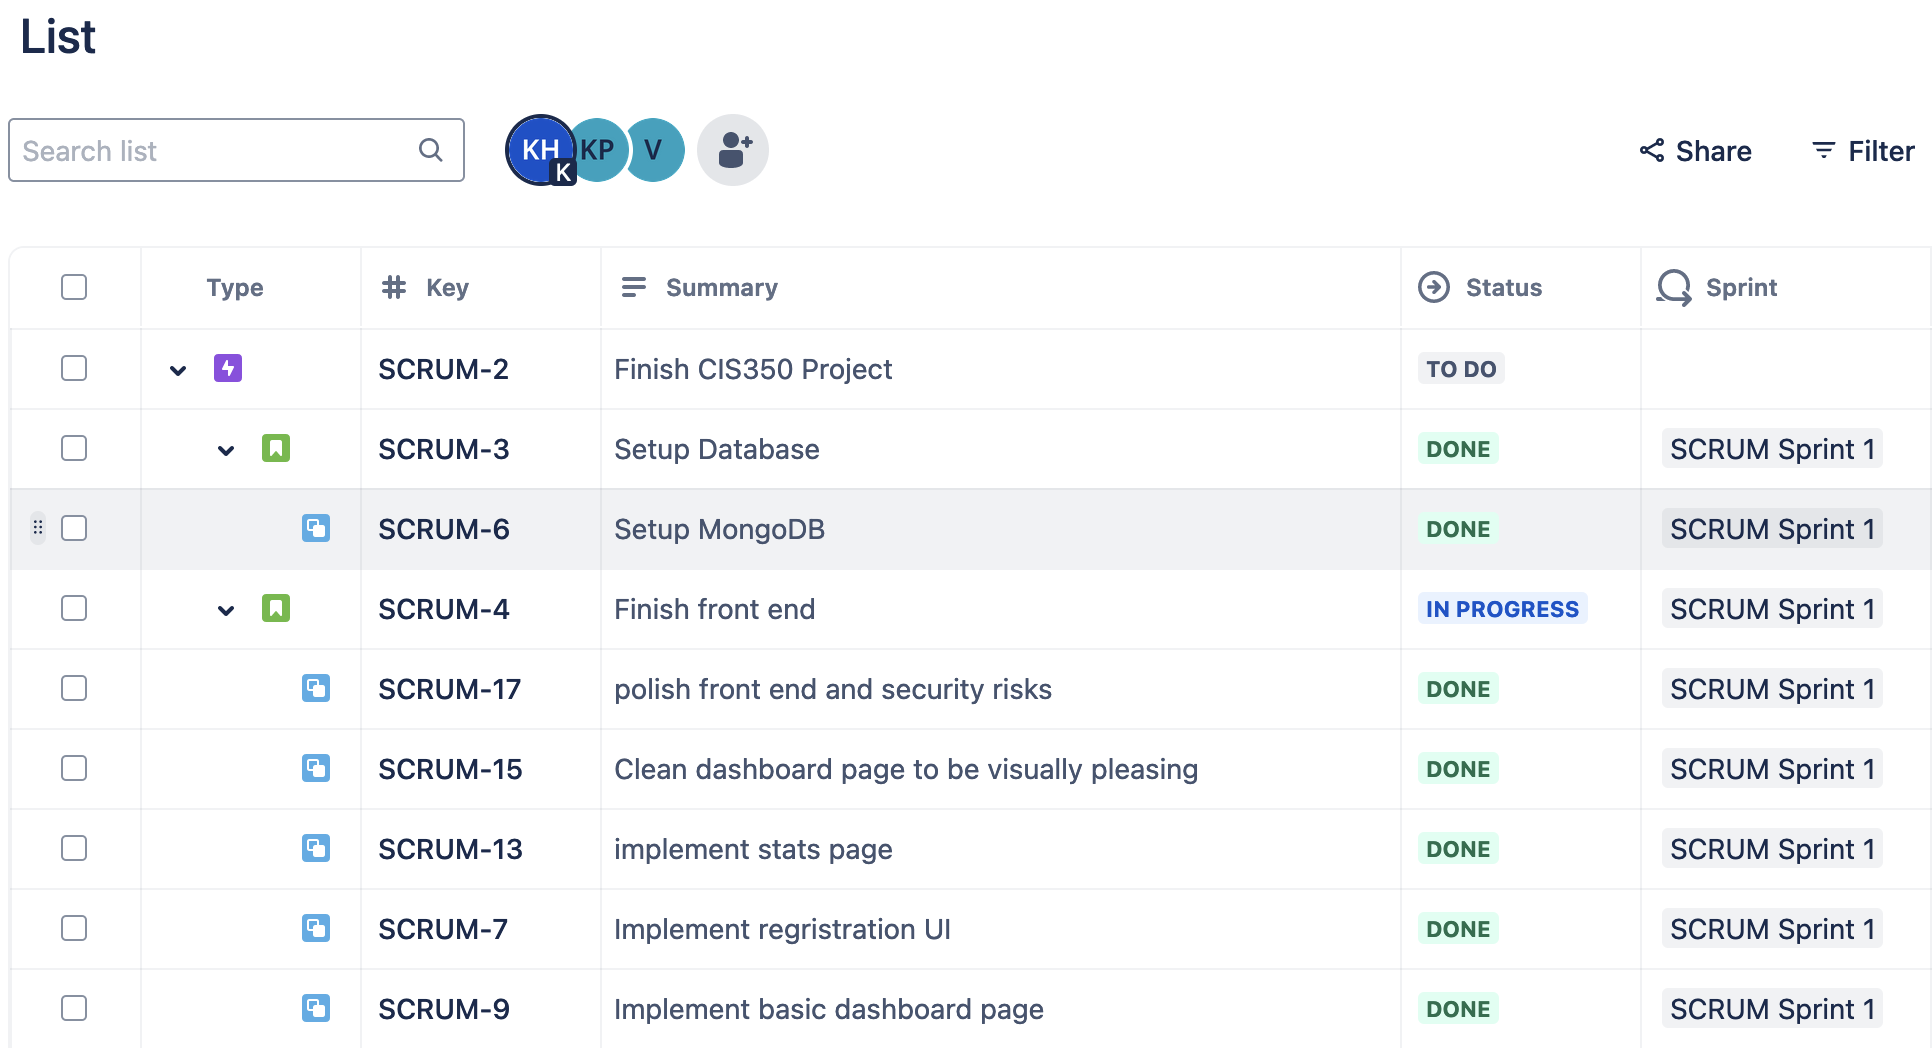 List
Search list
KH K KP V
Share Filter
Type Key Summary Status Sprint
SCRUM-2 Finish CIS350 Project TO DO
SCRUM-3 Setup Database DONE SCRUM Sprint 1
SCRUM-6 Setup MongoDB DONE SCRUM Sprint 1
SCRUM-4 Finish front end IN PROGRESS SCRUM Sprint 1
SCRUM-17 polish front end and security risks DONE SCRUM Sprint 1
SCRUM-15 Clean dashboard page to be visually pleasing DONE SCRUM Sprint 1
SCRUM-13 implement stats page DONE SCRUM Sprint 1
SCRUM-7 Implement regristration UI DONE SCRUM Sprint 1
SCRUM-9 Implement basic dashboard page DONE SCRUM Sprint 1